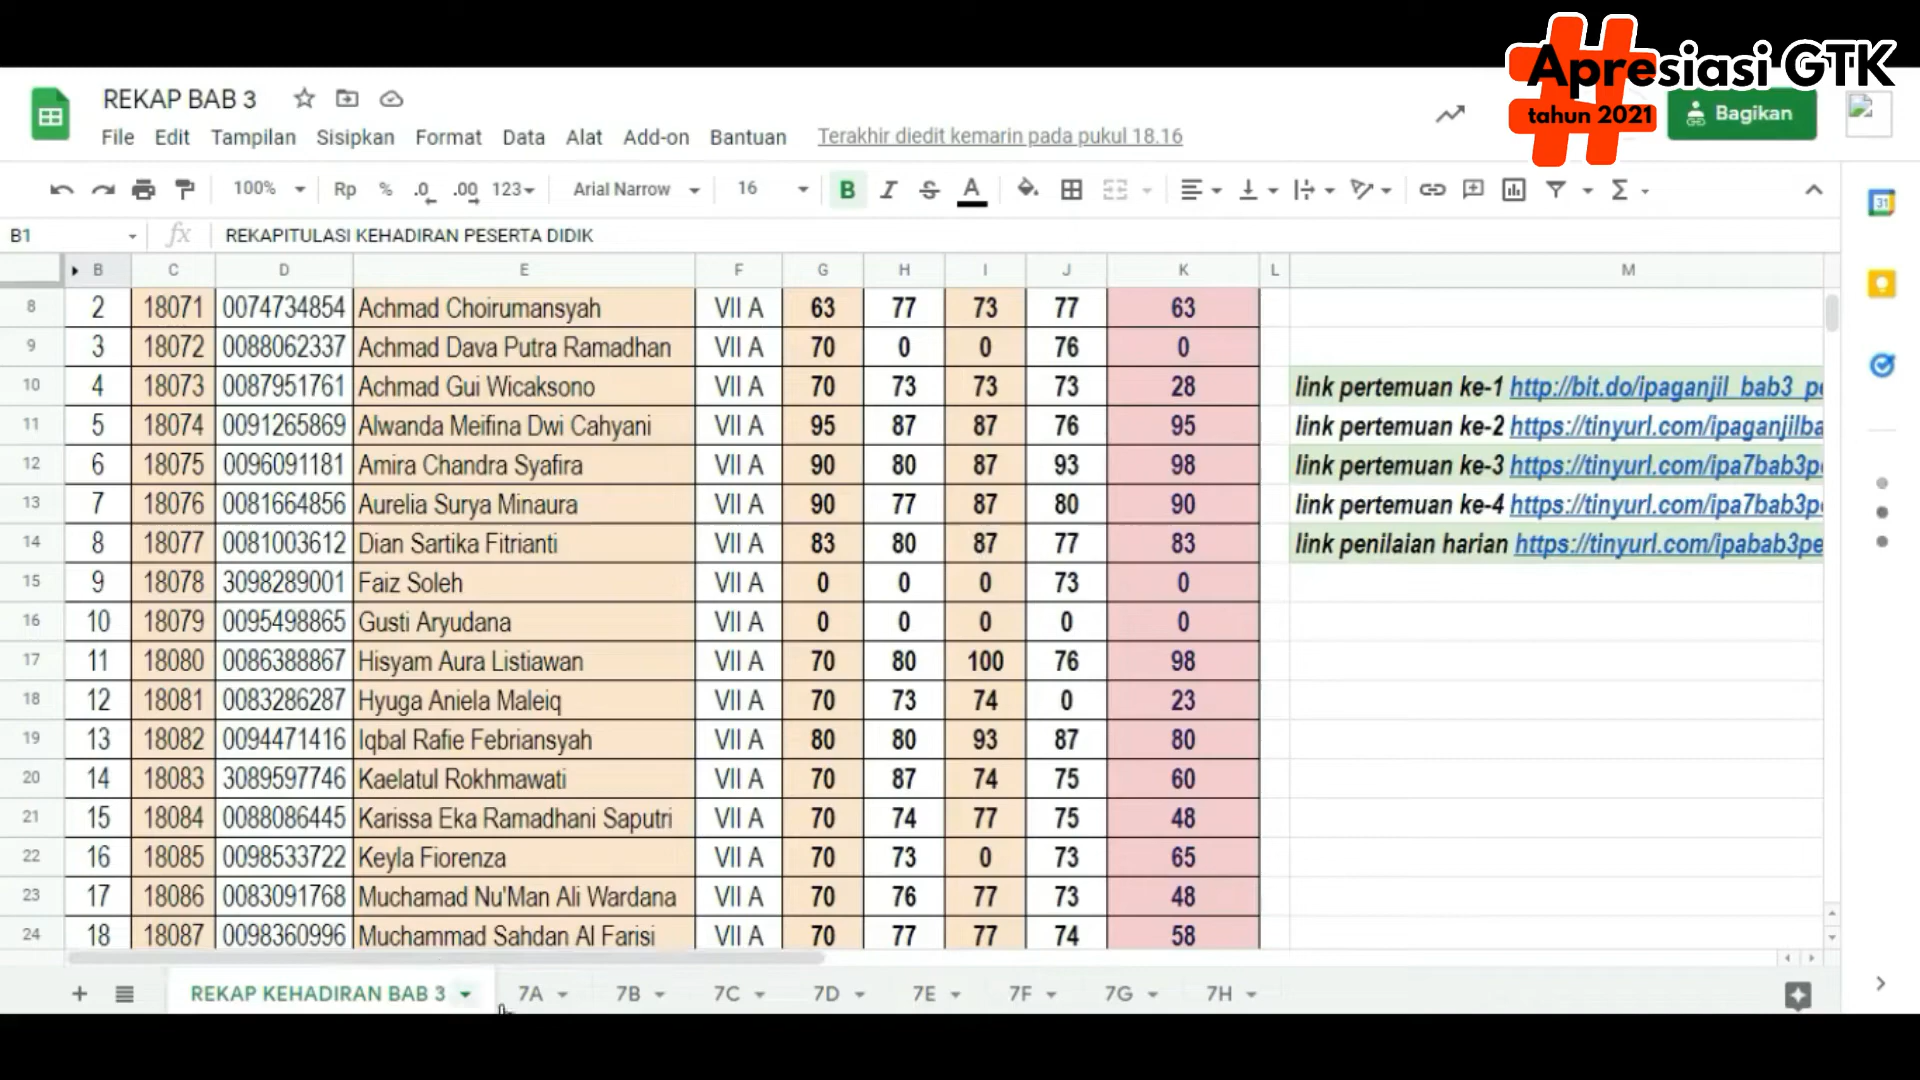 #Apresiasi GTK
tahun 2021
REKAP BAB 3
Bagikan
File Edit Tampilan Sisipkan Format Data Alat Add-on Bantuan Terakhir diedit kemarin pada pukul 18.16
100% Rp % .0 .00 123 Arial Narrow 16 B I S A
B1 fx REKAPITULASI KEHADIRAN PESERTA DIDIK
B C D E F G H I J K L M
8 2 18071 0074734854 Achmad Choirumansyah VII A 63 77 73 77 63
9 3 18072 0088062337 Achmad Dava Putra Ramadhan VII A 70 0 0 76 0
10 4 18073 0087951761 Achmad Gui Wicaksono VII A 70 73 73 73 28 link pertemuan ke-1 http://bit.do/ipaganjil_bab3_pe
11 5 18074 0091265869 Alwanda Meifina Dwi Cahyani VII A 95 87 87 76 95 link pertemuan ke-2 https://tinyurl.com/ipaganjilba
12 6 18075 0096091181 Amira Chandra Syafira VII A 90 80 87 93 98 link pertemuan ke-3 https://tinyurl.com/ipa7bab3pe
13 7 18076 0081664856 Aurelia Surya Minaura VII A 90 77 87 80 90 link pertemuan ke-4 https://tinyurl.com/ipa7bab3pe
14 8 18077 0081003612 Dian Sartika Fitrianti VII A 83 80 87 77 83 link penilaian harian https://tinyurl.com/ipabab3pe
15 9 18078 3098289001 Faiz Soleh VII A 0 0 0 73 0
16 10 18079 0095498865 Gusti Aryudana VII A 0 0 0 0 0
17 11 18080 0086388867 Hisyam Aura Listiawan VII A 70 80 100 76 98
18 12 18081 0083286287 Hyuga Aniela Maleiq VII A 70 73 74 0 23
19 13 18082 0094471416 Iqbal Rafie Febriansyah VII A 80 80 93 87 80
20 14 18083 3089597746 Kaelatul Rokhmawati VII A 70 87 74 75 60
21 15 18084 0088086445 Karissa Eka Ramadhani Saputri VII A 70 74 77 75 48
22 16 18085 0098533722 Keyla Fiorenza VII A 70 73 0 73 65
23 17 18086 0083091768 Muchamad Nu'Man Ali Wardana VII A 70 76 77 73 48
24 18 18087 0098360996 Muchammad Sahdan Al Farisi VII A 70 77 77 74 58
REKAP KEHADIRAN BAB 3 7A 7B 7C 7D 7E 7F 7G 7H
31